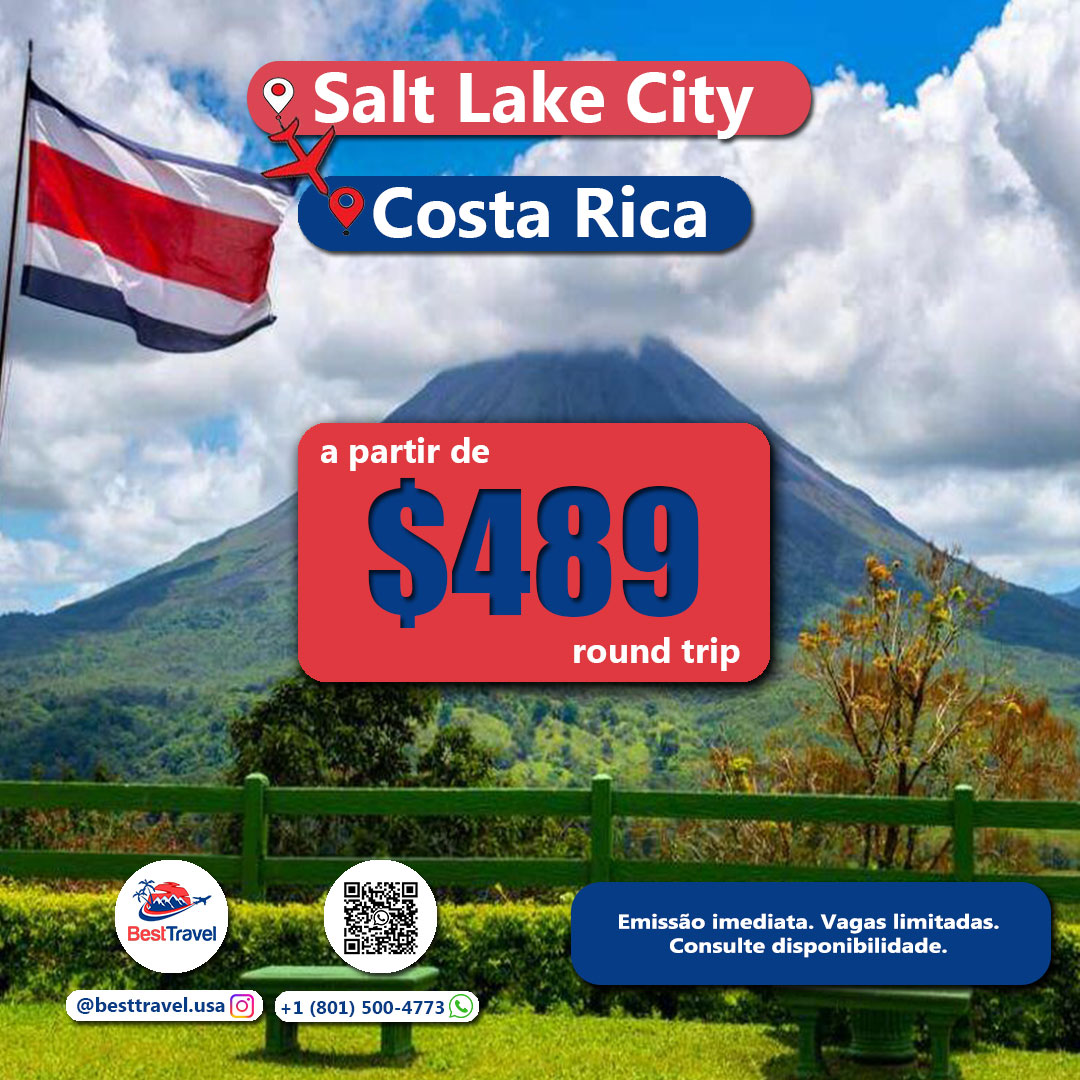 Salt Lake City
Costa Rica
a partir de
$489
round trip
BestTravel
Emissão imediata. Vagas limitadas.
Consulte disponibilidade.
@besttravel.usa
+1 (801) 500-4773